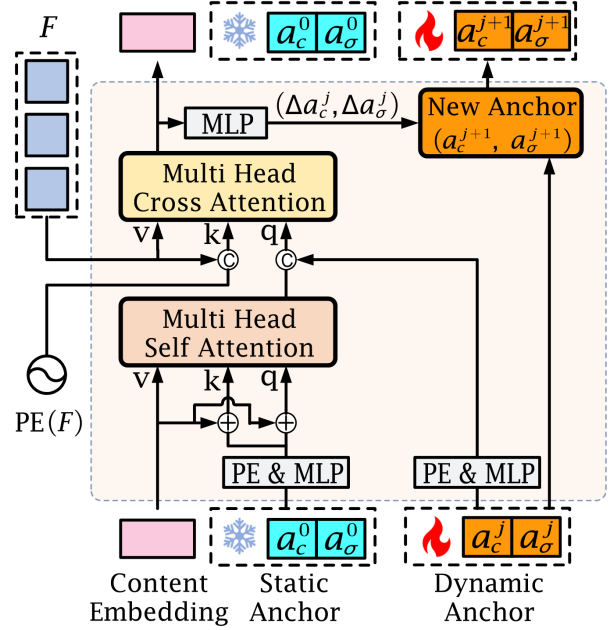 F
a_c^0 a_σ^0
a_c^{j+1} a_σ^{j+1}
MLP
(Δa_c^j, Δa_σ^j)
New Anchor
(a_c^{j+1}, a_σ^{j+1})
Multi Head
Cross Attention
v k q
C C
Multi Head
Self Attention
v k q
PE(F)
PE & MLP
PE & MLP
a_c^0 a_σ^0
a_c^j a_σ^j
Content
Embedding
Static
Anchor
Dynamic
Anchor